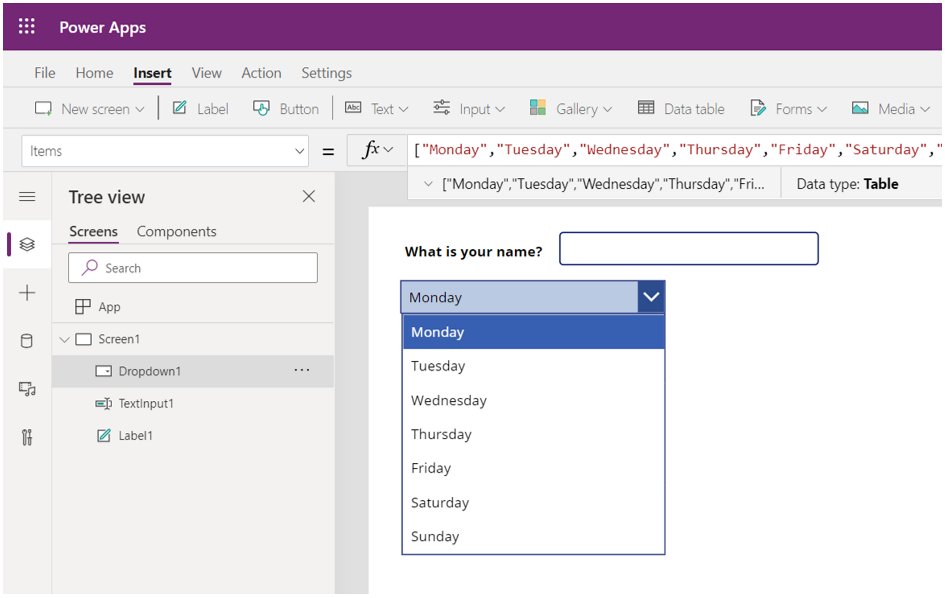 Power Apps
File Home Insert View Action Settings
New screen Label Button Abc Text Input Gallery Data table Forms Media
Items = fx ["Monday","Tuesday","Wednesday","Thursday","Friday","Saturday","
["Monday","Tuesday","Wednesday","Thursday","Fri... Data type: Table
Tree view
Screens Components
Search
App
Screen1
Dropdown1 ...
TextInput1
Label1
What is your name?
Monday
Monday
Tuesday
Wednesday
Thursday
Friday
Saturday
Sunday